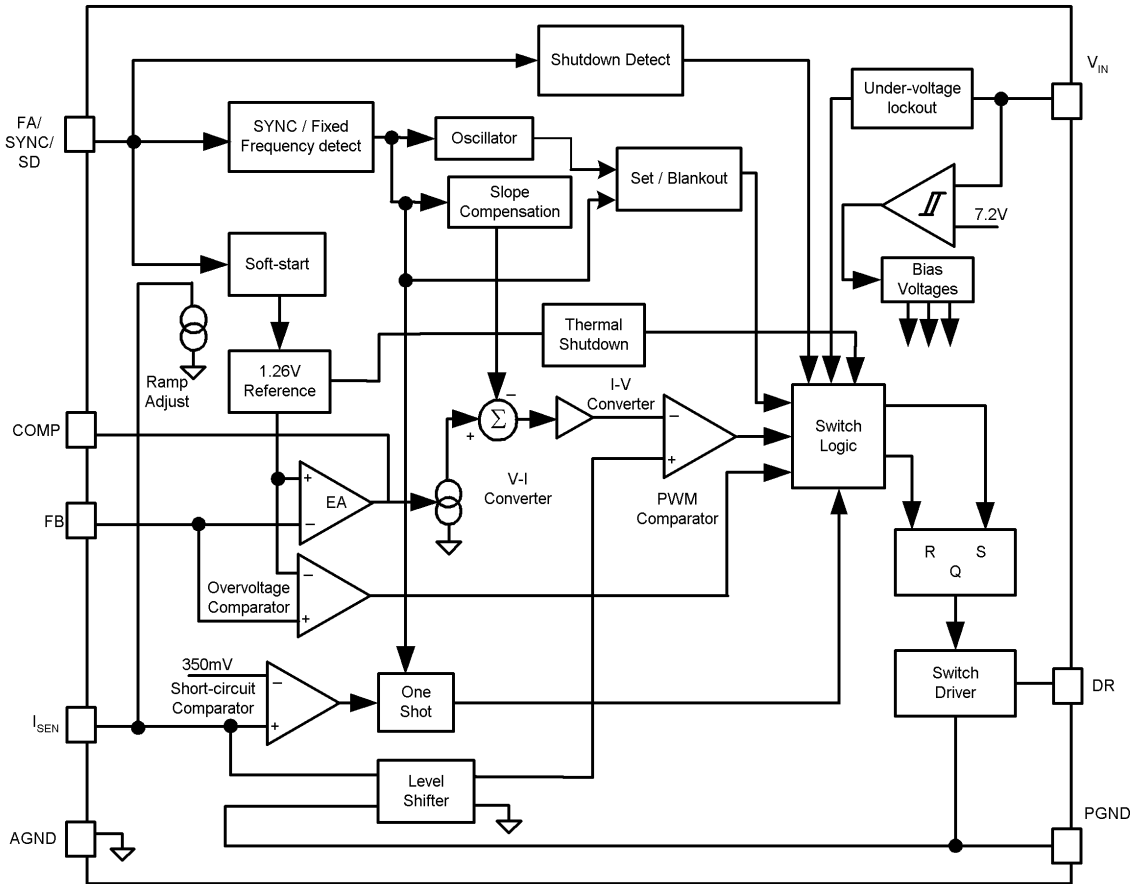 Shutdown Detect
V_IN
Under-voltage
lockout
FA/
SYNC/
SD
SYNC / Fixed
Frequency detect
Oscillator
Set / Blankout
Slope
Compensation
7.2V
Soft-start
Bias
Voltages
Thermal
Shutdown
1.26V
Reference
Ramp
Adjust
I-V
Converter
−
COMP
Σ
+
−
+
Switch
Logic
V-I
Converter
PWM
Comparator
+
EA
−
FB
R S
Q
Overvoltage
Comparator
−
+
350mV
Short-circuit
Comparator
−
+
One
Shot
Switch
Driver
DR
I_SEN
Level
Shifter
PGND
AGND